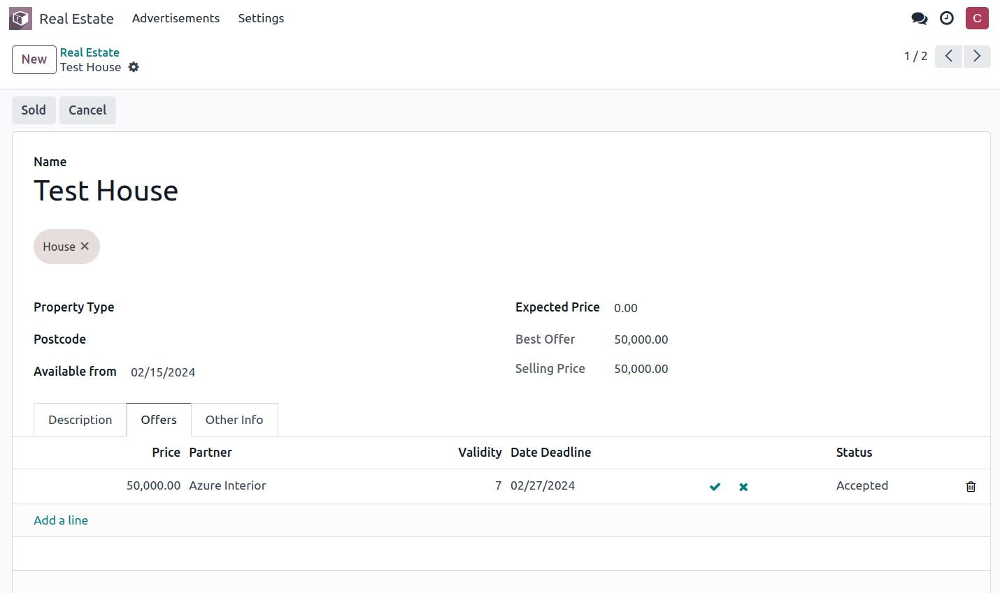 Real Estate Advertisements Settings C
New Real Estate
Test House
1 / 2
Sold Cancel
Name
Test House
House
Property Type
Postcode
Available from 02/15/2024
Expected Price 0.00
Best Offer 50,000.00
Selling Price 50,000.00
Description Offers Other Info
Price Partner Validity Date Deadline Status
50,000.00 Azure Interior 7 02/27/2024 Accepted
Add a line